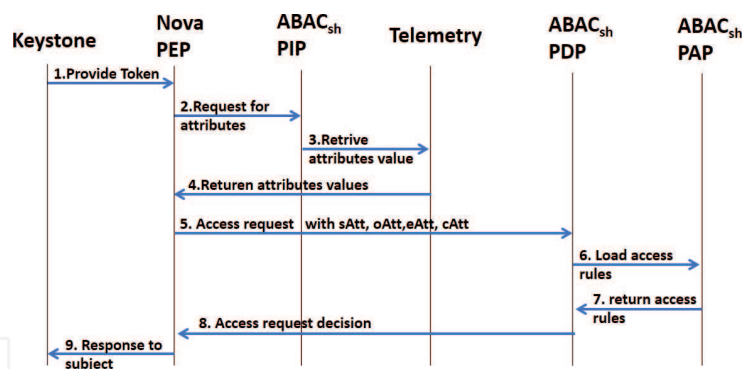 Keystone
Nova
PEP
ABACsh
PIP
Telemetry
ABACsh
PDP
ABACsh
PAP
1.Provide Token
2.Request for
attributes
3.Retrive
attributes value
4.Returen attributes values
5. Access request with sAtt, oAtt,eAtt, cAtt
6. Load access
rules
7. return access
rules
8. Access request decision
9. Response to
subject